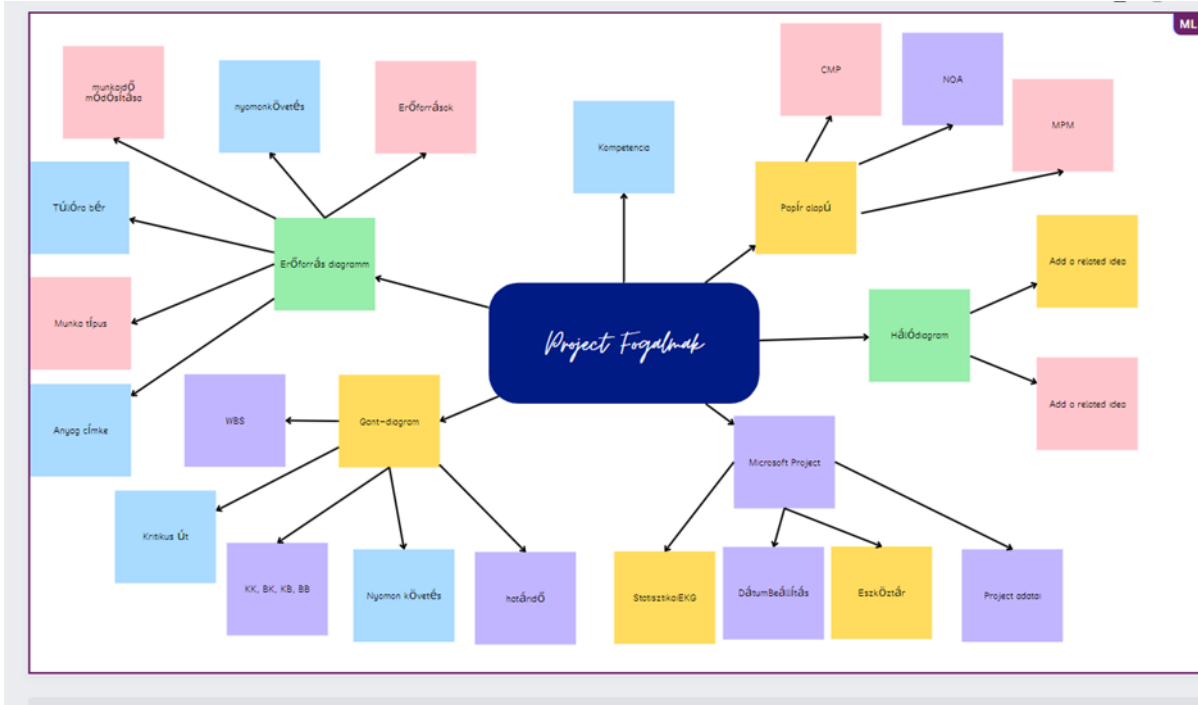 ML
munkaidő
módosítása
nyomonkövetés
Erőforrások
Túlóra bér
Erőforrás diagramm
Munka típus
Anyag címke
Kompetencia
CMP
NOA
MPM
Papír alapú
Add a related idea
Hálódiagram
Add a related idea
Project Fogalmak
WBS
Gant-diagram
Kritikus Út
KK, BK, KB, BB
Nyomon követés
határidő
Microsoft Project
StatisztikaiEKG
DátumBeállítás
Eszköztár
Project adatai